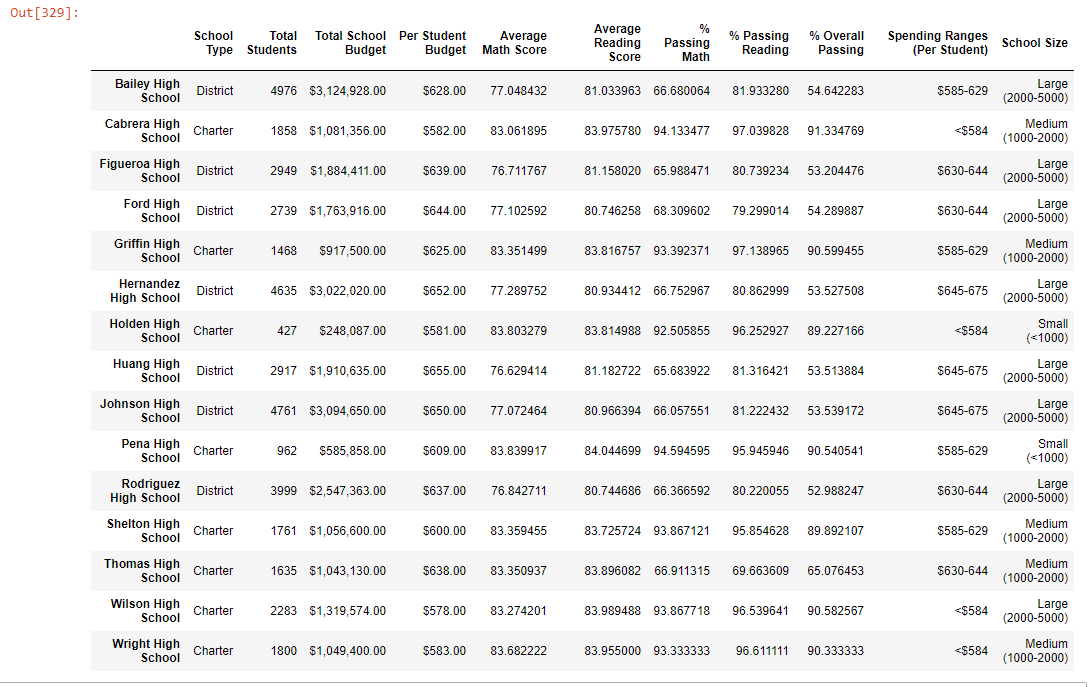 Out[329]:
School Type Total Students Total School Budget Per Student Budget Average Math Score Average Reading Score % Passing Math % Passing Reading % Overall Passing Spending Ranges (Per Student) School Size
Bailey High School District 4976 $3,124,928.00 $628.00 77.048432 81.033963 66.680064 81.933280 54.642283 $585-629 Large (2000-5000)
Cabrera High School Charter 1858 $1,081,356.00 $582.00 83.061895 83.975780 94.133477 97.039828 91.334769 <$584 Medium (1000-2000)
Figueroa High School District 2949 $1,884,411.00 $639.00 76.711767 81.158020 65.988471 80.739234 53.204476 $630-644 Large (2000-5000)
Ford High School District 2739 $1,763,916.00 $644.00 77.102592 80.746258 68.309602 79.299014 54.289887 $630-644 Large (2000-5000)
Griffin High School Charter 1468 $917,500.00 $625.00 83.351499 83.816757 93.392371 97.138965 90.599455 $585-629 Medium (1000-2000)
Hernandez High School District 4635 $3,022,020.00 $652.00 77.289752 80.934412 66.752967 80.862999 53.527508 $645-675 Large (2000-5000)
Holden High School Charter 427 $248,087.00 $581.00 83.803279 83.814988 92.505855 96.252927 89.227166 <$584 Small (<1000)
Huang High School District 2917 $1,910,635.00 $655.00 76.629414 81.182722 65.683922 81.316421 53.513884 $645-675 Large (2000-5000)
Johnson High School District 4761 $3,094,650.00 $650.00 77.072464 80.966394 66.057551 81.222432 53.539172 $645-675 Large (2000-5000)
Pena High School Charter 962 $585,858.00 $609.00 83.839917 84.044699 94.594595 95.945946 90.540541 $585-629 Small (<1000)
Rodriguez High School District 3999 $2,547,363.00 $637.00 76.842711 80.744686 66.366592 80.220055 52.988247 $630-644 Large (2000-5000)
Shelton High School Charter 1761 $1,056,600.00 $600.00 83.359455 83.725724 93.867121 95.854628 89.892107 $585-629 Medium (1000-2000)
Thomas High School Charter 1635 $1,043,130.00 $638.00 83.350937 83.896082 66.911315 69.663609 65.076453 $630-644 Medium (1000-2000)
Wilson High School Charter 2283 $1,319,574.00 $578.00 83.274201 83.989488 93.867718 96.539641 90.582567 <$584 Large (2000-5000)
Wright High School Charter 1800 $1,049,400.00 $583.00 83.682222 83.955000 93.333333 96.611111 90.333333 <$584 Medium (1000-2000)